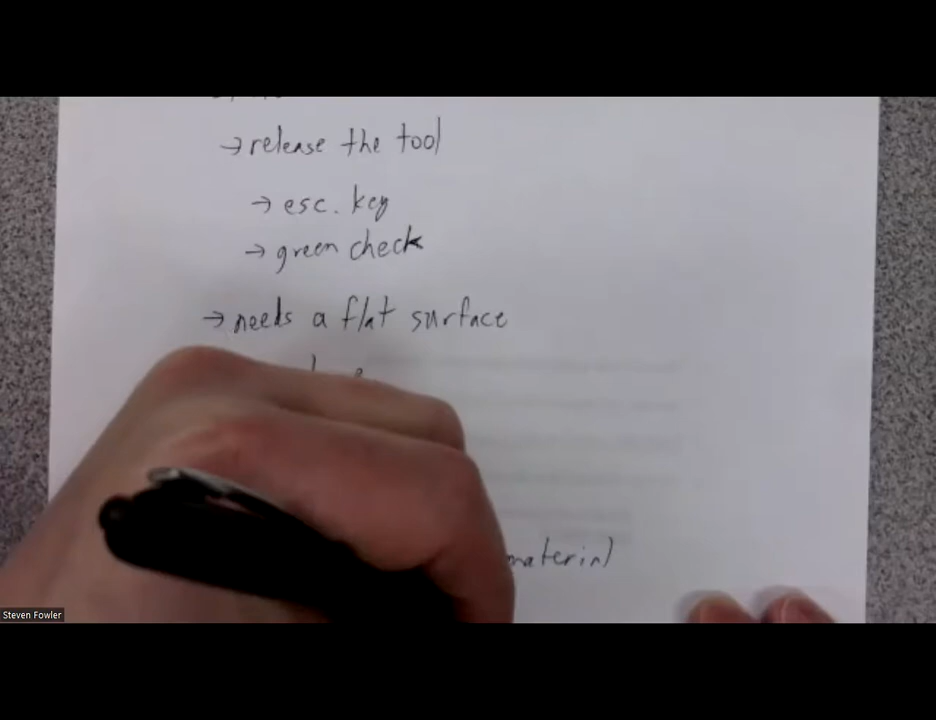 → release the tool
→ esc. key
→ green check
→ needs a flat surface
material
Steven Fowler